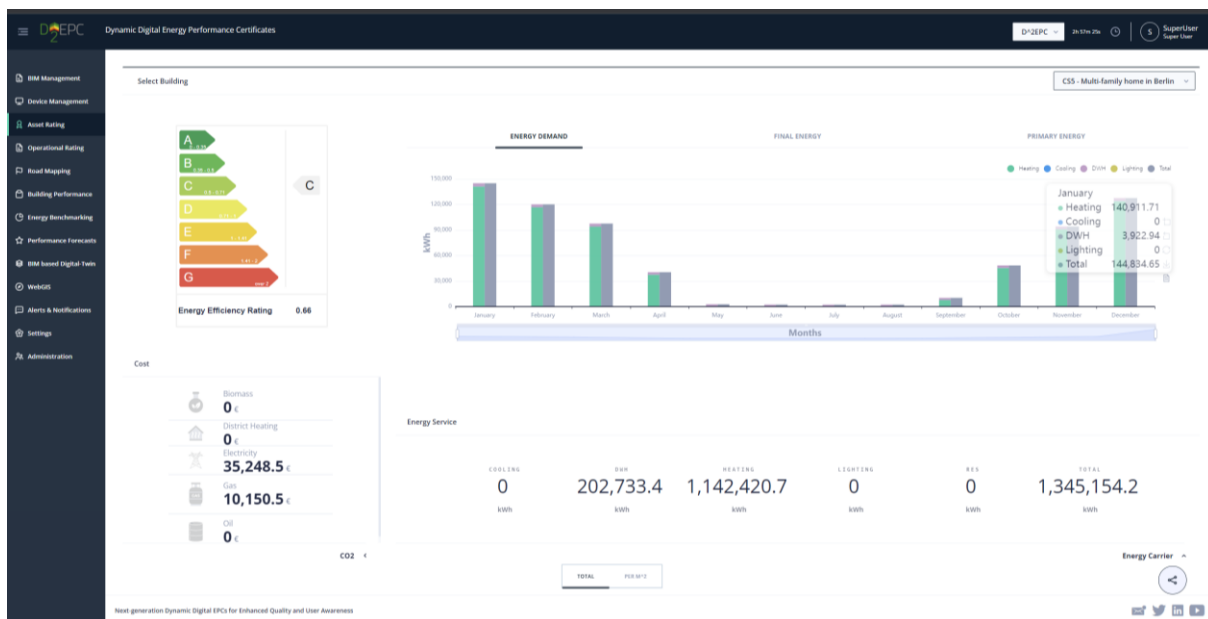 D^2EPC
Dynamic Digital Energy Performance Certificates
D^2EPC
2h 57m 25s
S
SuperUser
Super User
BIM Management
Device Management
Asset Rating
Operational Rating
Road Mapping
Building Performance
Energy Benchmarking
Performance Forecasts
BIM based Digital-Twin
WebGIS
Alerts & Notifications
Settings
Administration
Select Building
CS5 - Multi-family home in Berlin
A
B
C
D
E
F
G
C
Energy Efficiency Rating 0.66
ENERGY DEMAND
FINAL ENERGY
PRIMARY ENERGY
Heating Cooling DWH Lighting Total
kWh
150,000
120,000
90,000
60,000
30,000
0
January February March April May June July August September October November December
Months
January
Heating 140,911.71
Cooling 0
DWH 3,922.94
Lighting 0
Total 144,834.65
Cost
Biomass
0 €
District Heating
0 €
Electricity
35,248.5 €
Gas
10,150.5 €
Oil
0 €
CO2
Energy Service
COOLING DWH HEATING LIGHTING RES TOTAL
0 202,733.4 1,142,420.7 0 0 1,345,154.2
kWh kWh kWh kWh kWh kWh
Energy Carrier
TOTAL PER M^2
Next-generation Dynamic Digital EPCs for Enhanced Quality and User Awareness